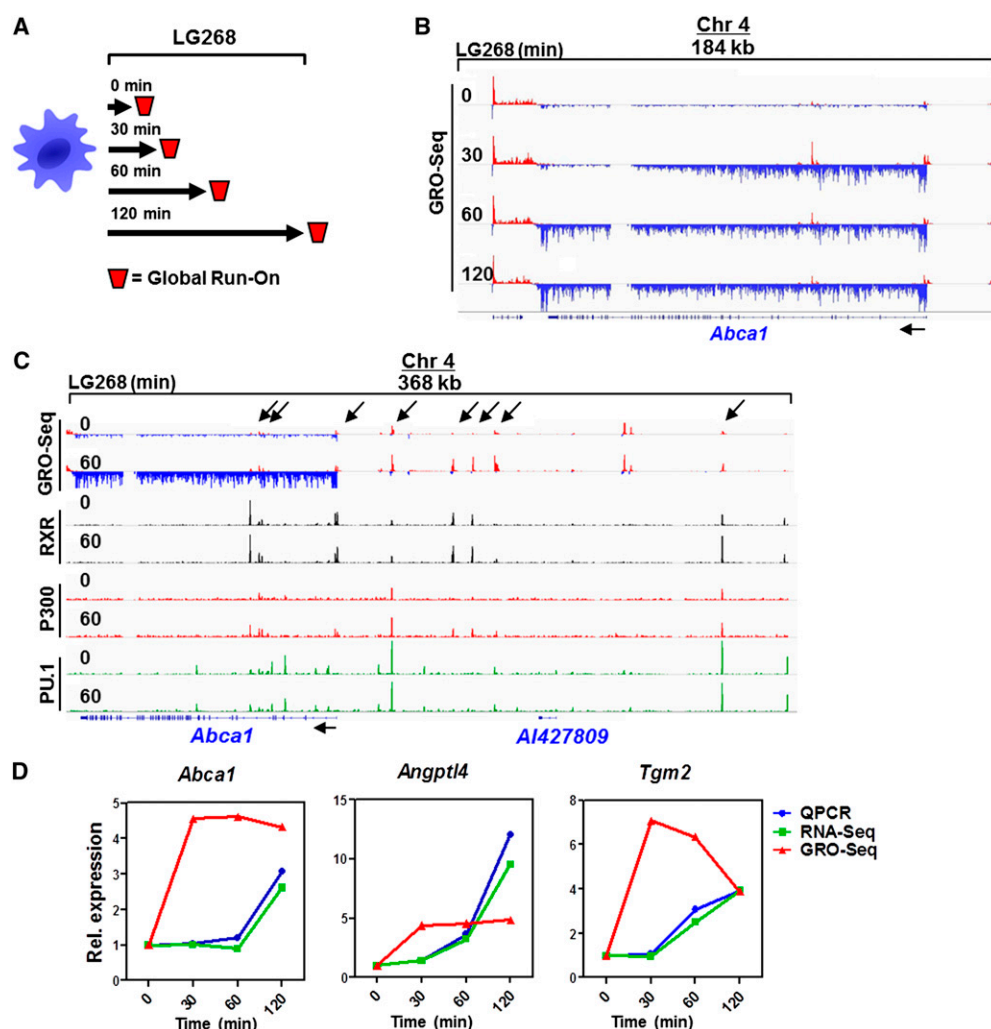 A
LG268
0 min
30 min
60 min
120 min
= Global Run-On
B
Chr 4
184 kb
LG268 (min)
GRO-Seq
0
30
60
120
Abca1
C
Chr 4
368 kb
LG268 (min)
GRO-Seq
0
60
RXR
0
60
P300
0
60
PU.1
0
60
Abca1
AI427809
D
Abca1
Rel. expression
5
4
3
2
1
0
0
30
60
120
Time (min)
Angptl4
15
10
5
0
0
30
60
120
Time (min)
Tgm2
8
6
4
2
0
0
30
60
120
Time (min)
QPCR
RNA-Seq
GRO-Seq